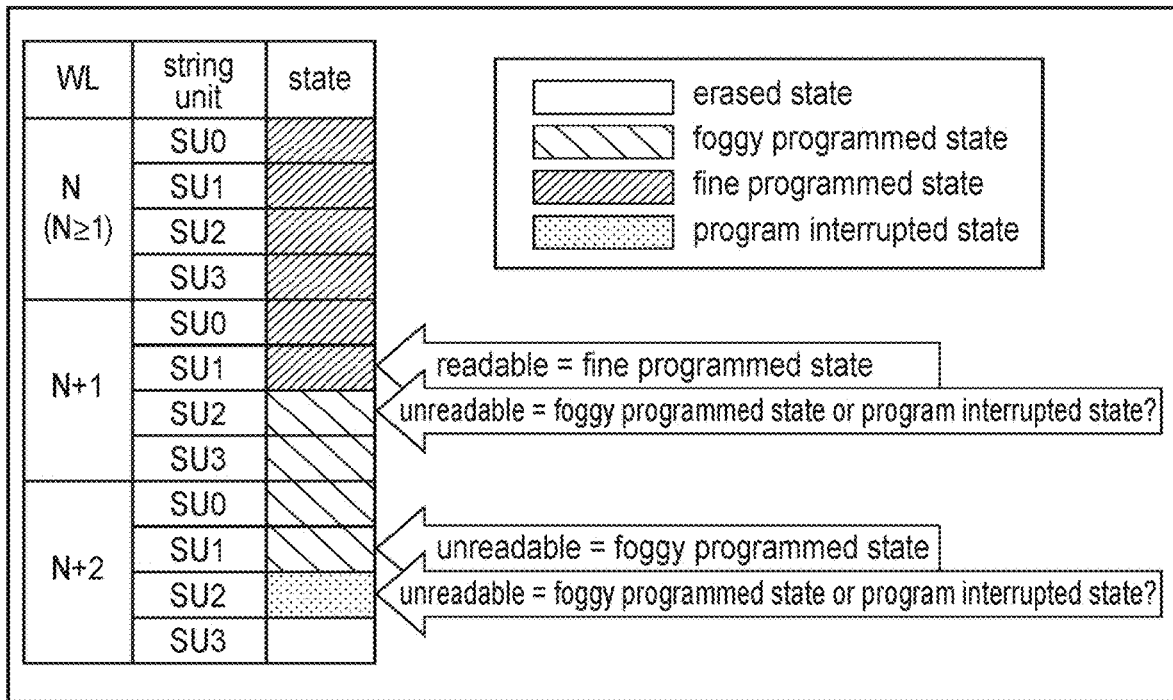 WL
string
unit
state
N
(N≥1)
SU0
SU1
SU2
SU3
N+1
SU0
SU1
SU2
SU3
N+2
SU0
SU1
SU2
SU3
erased state
foggy programmed state
fine programmed state
program interrupted state
readable = fine programmed state
unreadable = foggy programmed state or program interrupted state?
unreadable = foggy programmed state
unreadable = foggy programmed state or program interrupted state?